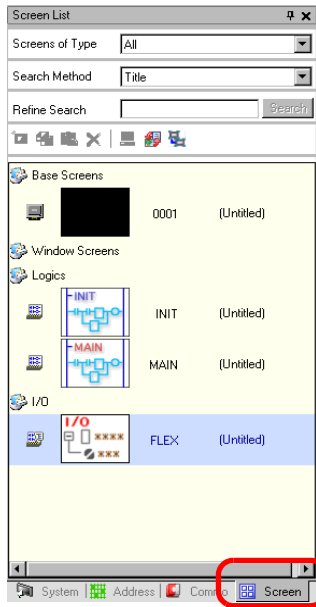 Screen List
Screens of Type All
Search Method Title
Refine Search Search
Base Screens
0001 (Untitled)
Window Screens
Logics
INIT INIT (Untitled)
MAIN MAIN (Untitled)
I/O
I/O **** *** FLEX (Untitled)
System Address Commo Screen